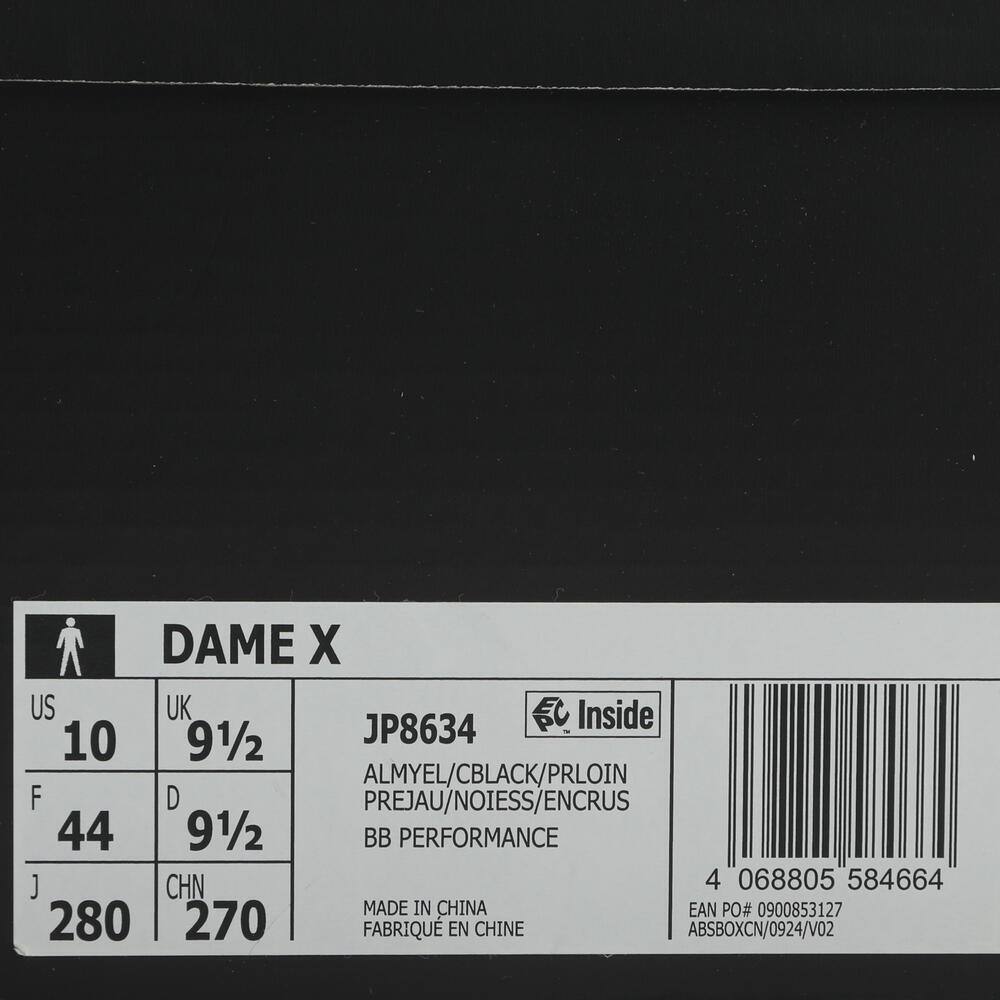 DAME X
US 10 UK 9½
F 44 D 9½
J 280 CHN 270
JP8634 EPC Inside
ALMYEL/CBLACK/PRLOIN
PREJAU/NOIESS/ENCRUS
BB PERFORMANCE
MADE IN CHINA
FABRIQUÉ EN CHINE
4 068805 584664
EAN PO# 0900853127
ABSBOXCN/0924/V02